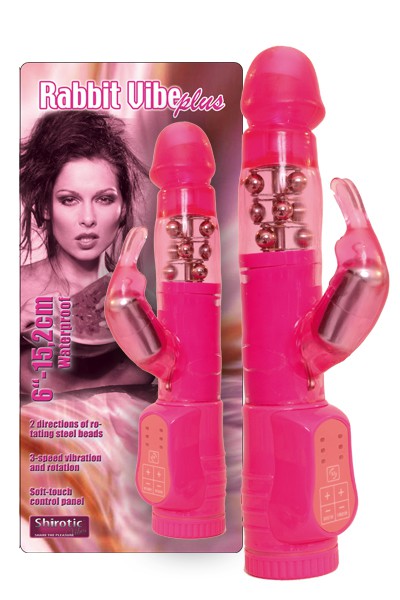 Rabbit Vibe plus
6“-15,2cm
Waterproof
2 directions of ro-
tating steel beads
3-speed vibration
and rotation
Soft-touch
control panel
Shirotic